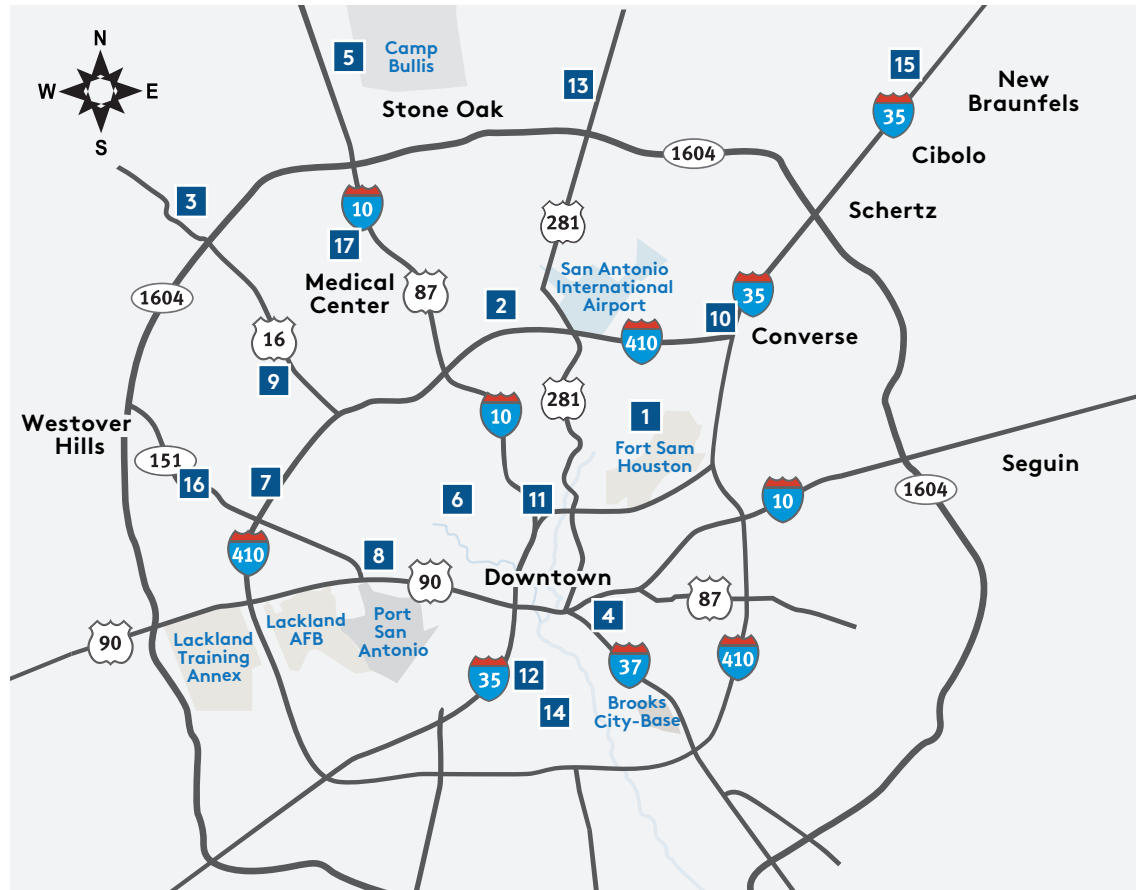 N
W
E
S
5
Camp
Bullis
13
15
New
Braunfels
Stone Oak
35
1604
Cibolo
3
10
Schertz
281
17
Medical
Center
San Antonio
International
Airport
87
1604
35
2
10
16
410
Converse
9
281
10
1
Westover
Hills
Fort Sam
Houston
151
Seguin
16
7
6
11
10
1604
410
8
Downtown
90
87
4
Lackland
AFB
Port
San
Antonio
90
Lackland
Training
Annex
37
410
35
12
14
Brooks
City-Base